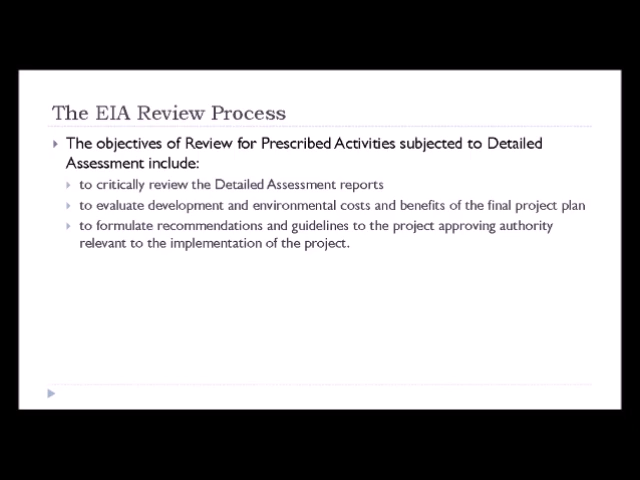 The EIA Review Process
The objectives of Review for Prescribed Activities subjected to Detailed
Assessment include:
to critically review the Detailed Assessment reports
to evaluate development and environmental costs and benefits of the final project plan
to formulate recommendations and guidelines to the project approving authority
relevant to the implementation of the project.